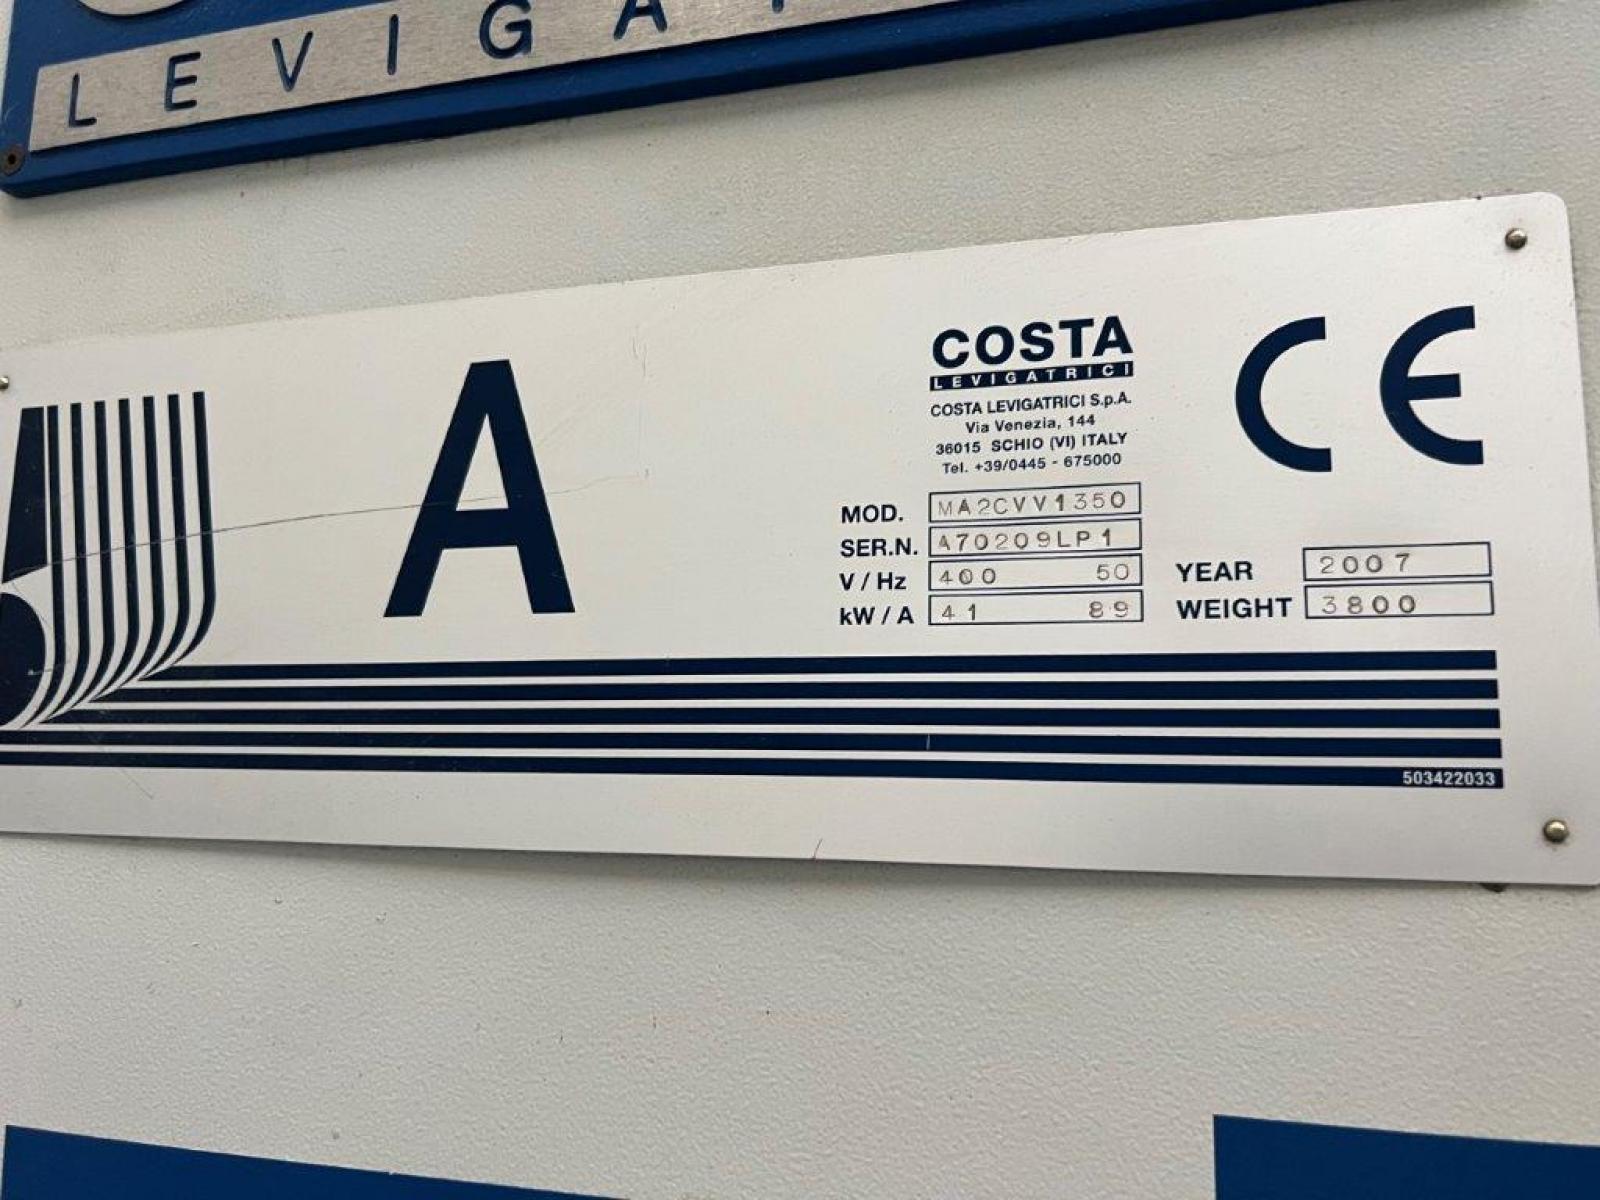 LEVIGAT
A
COSTA
LEVIGATRICI
COSTA LEVIGATRICI S.p.A.
Via Venezia, 144
36015 SCHIO (VI) ITALY
Tel. +39/0445 - 675000
CE
MOD. MA2CVV1350
SER.N. A70209LP1
V / Hz 400 50
kW / A 41 89
YEAR 2007
WEIGHT 3800
503422033